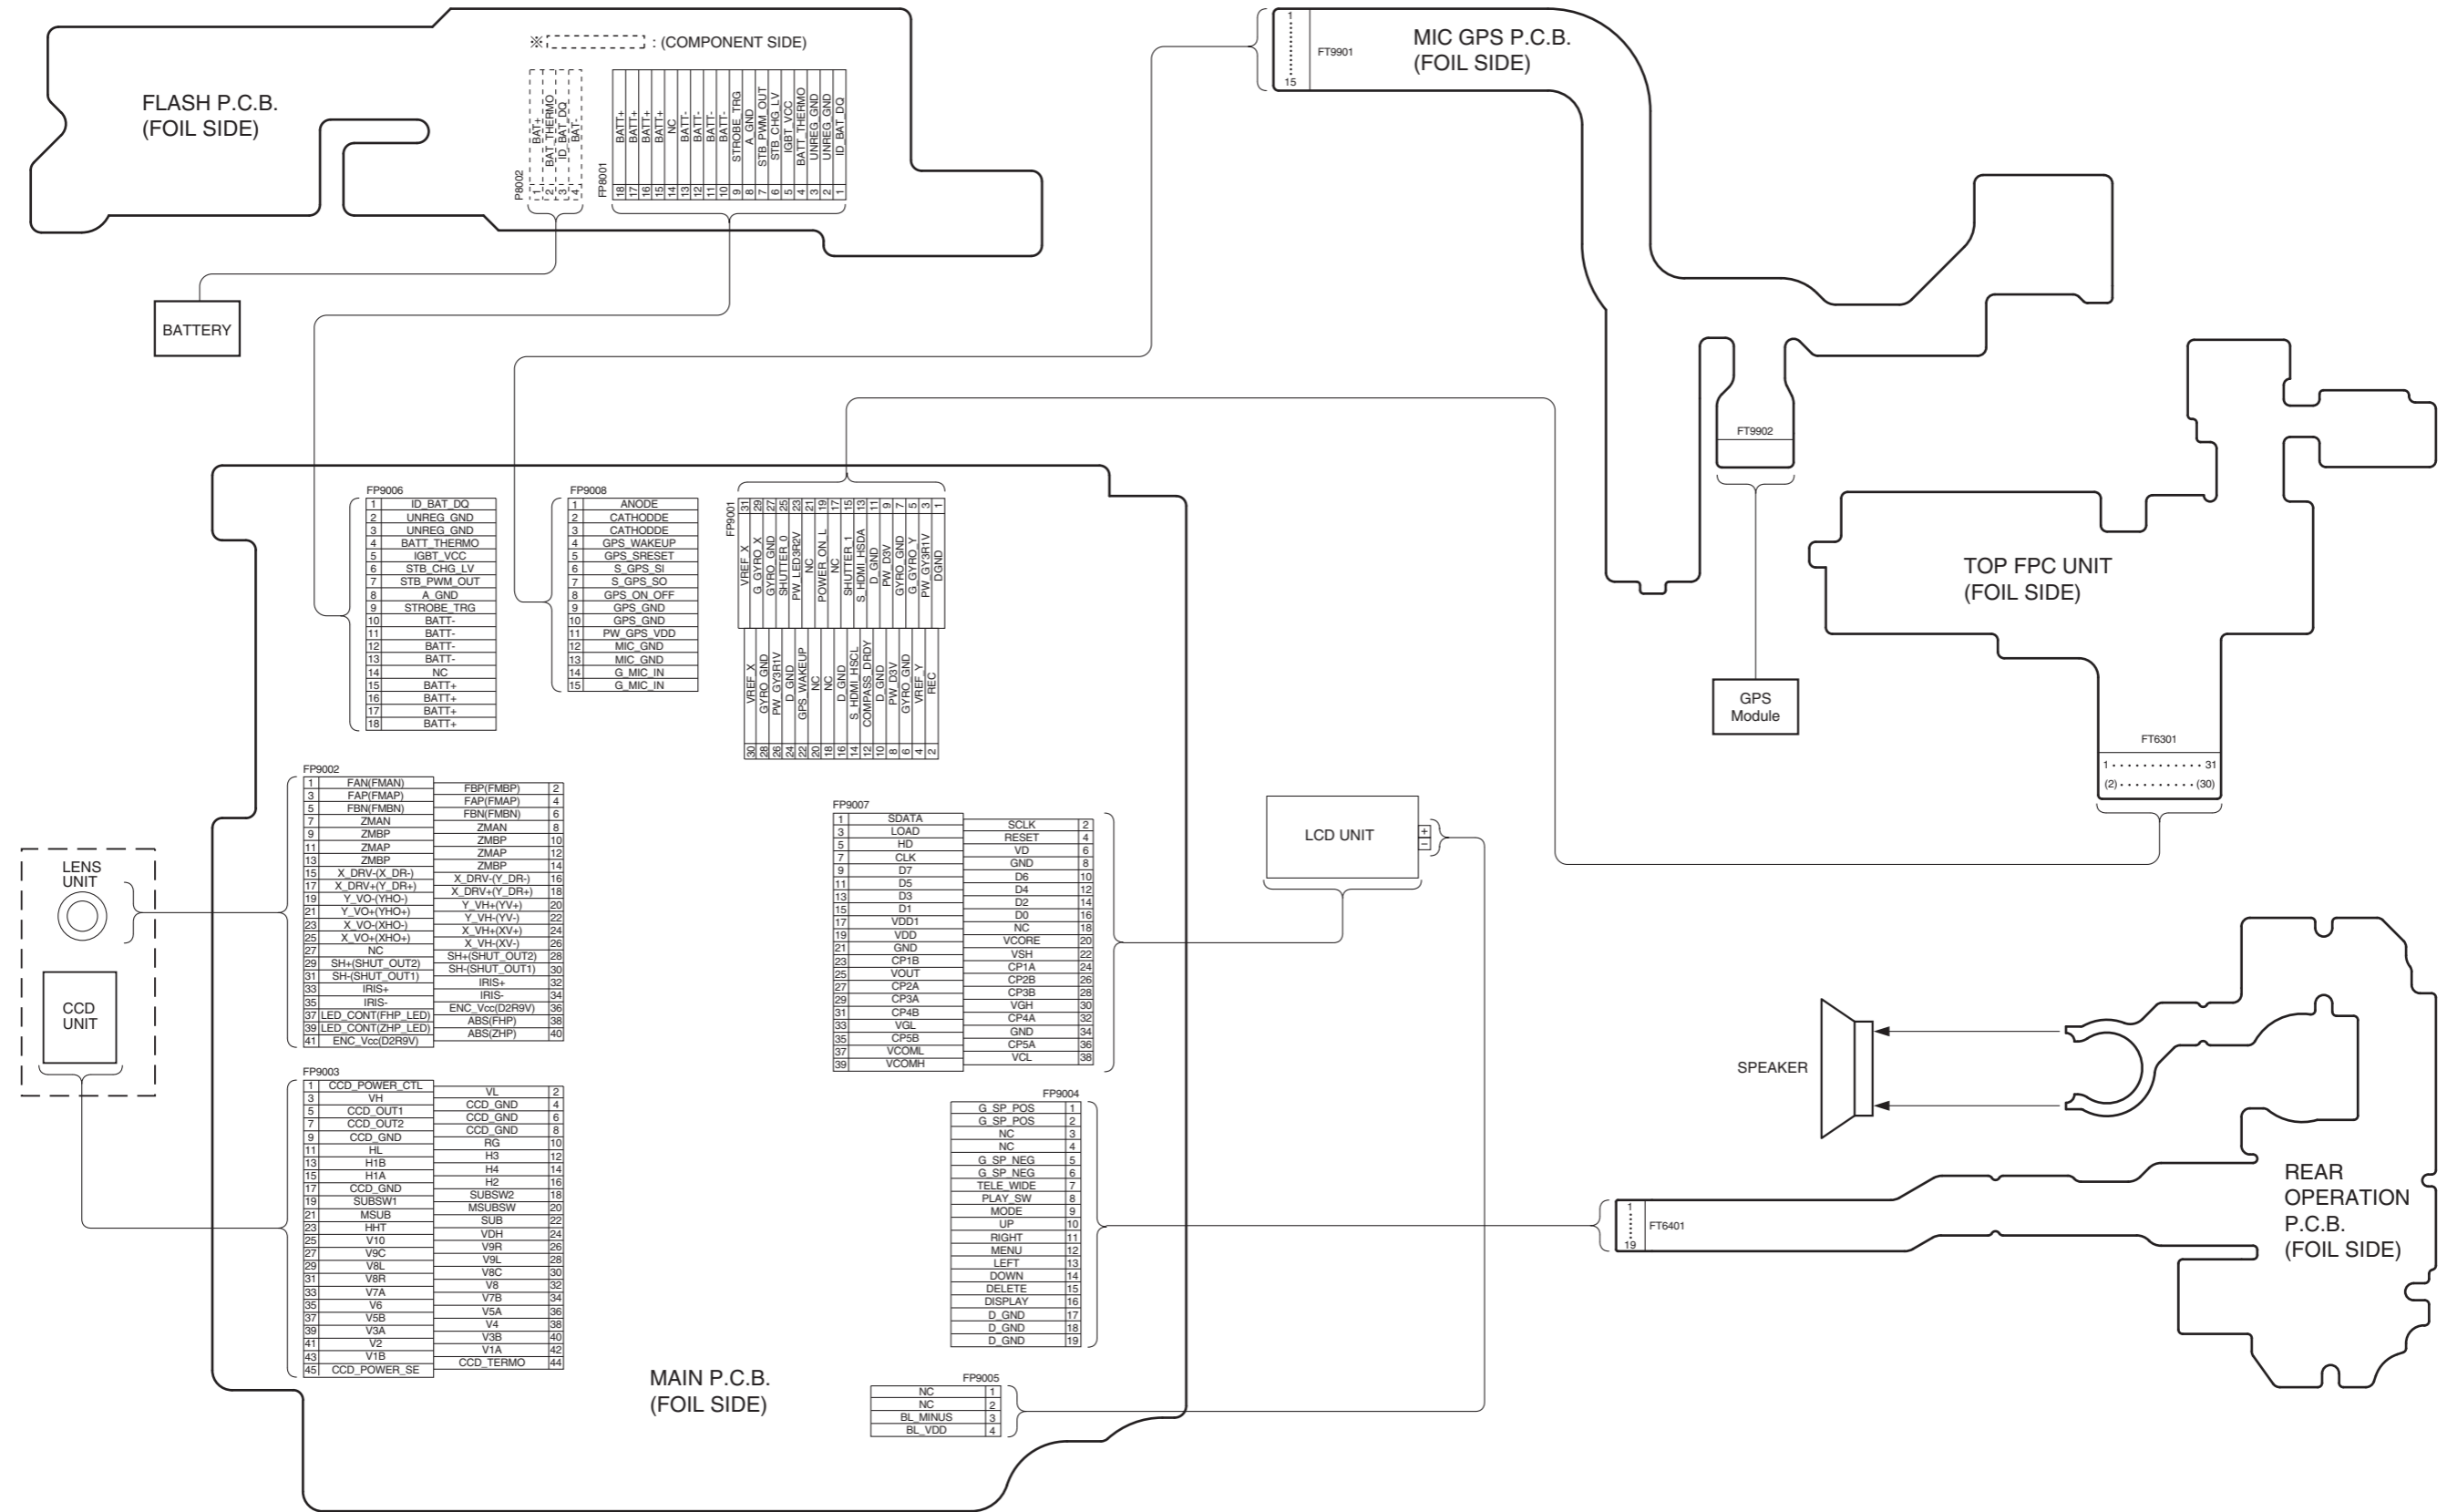 ※ : (COMPONENT SIDE)
FLASH P.C.B.
(FOIL SIDE)
P8002
1 BAT+
2 BAT_THERMO
3 ID_BAT_DQ
4 BAT-
FP8001
18 BATT+
17 BATT+
16 BATT+
15 BATT+
14 NC
13 BATT-
12 BATT-
11 BATT-
10 BATT-
9 STROBE_TRG
8 A_GND
7 STB_PWM_OUT
6 STB_CHG_LV
5 IGBT_VCC
4 BATT_THERMO
3 UNREG_GND
2 UNREG_GND
1 ID_BAT_DQ
BATTERY
1
15
FT9901
MIC GPS P.C.B.
(FOIL SIDE)
FT9902
GPS
Module
TOP FPC UNIT
(FOIL SIDE)
FT6301
1 31
(2) (30)
FP9006
1 ID_BAT_DQ
2 UNREG_GND
3 UNREG_GND
4 BATT_THERMO
5 IGBT_VCC
6 STB_CHG_LV
7 STB_PWM_OUT
8 A_GND
9 STROBE_TRG
10 BATT-
11 BATT-
12 BATT-
13 BATT-
14 NC
15 BATT+
16 BATT+
17 BATT+
18 BATT+
FP9008
1 ANODE
2 CATHODDE
3 CATHODDE
4 GPS_WAKEUP
5 GPS_SRESET
6 S_GPS_SI
7 S_GPS_SO
8 GPS_ON_OFF
9 GPS_GND
10 GPS_GND
11 PW_GPS_VDD
12 MIC_GND
13 MIC_GND
14 G_MIC_IN
15 G_MIC_IN
FP9001
31 VREF_X
29 G_GYRO_X
27 GYRO_GND
25 SHUTTER_0
23 PW_LED3R2V
21 NC
19 POWER_ON_L
17 NC
15 SHUTTER_1
13 S_HDMI_HSDA
11 D_GND
9 PW_D3V
7 GYRO_GND
5 G_GYRO_Y
3 PW_GY3R1V
1 DGND
30 VREF_X
28 GYRO_GND
26 PW_GY3R1V
24 D_GND
22 GPS_WAKEUP
20 NC
18 NC
16 D_GND
14 S_HDMI_HSCL
12 COMPASS_DRDY
10 D_GND
8 PW_D3V
6 GYRO_GND
4 VREF_Y
2 REC
FP9002
1 FAN(FMAN)
FBP(FMBP) 2
3 FAP(FMAP)
FAP(FMAP) 4
5 FBN(FMBN)
FBN(FMBN) 6
7 ZMAN
ZMAN 8
9 ZMBP
ZMBP 10
11 ZMAP
ZMAP 12
13 ZMBP
ZMBP 14
15 X_DRV-(X_DR-)
X_DRV-(Y_DR-) 16
17 X_DRV+(Y_DR+)
X_DRV+(Y_DR+) 18
19 Y_VO-(YHO-)
Y_VH+(YV+) 20
21 Y_VO+(YHO+)
Y_VH-(YV-) 22
23 X_VO-(XHO-)
X_VH+(XV+) 24
25 X_VO+(XHO+)
X_VH-(XV-) 26
27 NC
SH+(SHUT_OUT2) 28
29 SH+(SHUT_OUT2)
SH-(SHUT_OUT1) 30
31 SH-(SHUT_OUT1)
IRIS+ 32
33 IRIS+
IRIS- 34
35 IRIS-
ENC_Vcc(D2R9V) 36
37 LED_CONT(FHP_LED)
ABS(FHP) 38
39 LED_CONT(ZHP_LED)
ABS(ZHP) 40
41 ENC_Vcc(D2R9V)
LENS
UNIT
CCD
UNIT
FP9003
1 CCD_POWER_CTL
VL 2
3 VH
CCD_GND 4
5 CCD_OUT1
CCD_GND 6
7 CCD_OUT2
CCD_GND 8
9 CCD_GND
RG 10
11 HL
H3 12
13 H1B
H4 14
15 H1A
H2 16
17 CCD_GND
SUBSW2 18
19 SUBSW1
MSUBSW 20
21 MSUB
SUB 22
23 HHT
VDH 24
25 V10
V9R 26
27 V9C
V9L 28
29 V8L
V8C 30
31 V8R
V8 32
33 V7A
V7B 34
35 V6
V5A 36
37 V5B
V4 38
39 V3A
V3B 40
41 V2
V1A 42
43 V1B
CCD_TERMO 44
45 CCD_POWER_SE
FP9007
1 SDATA
SCLK 2
3 LOAD
RESET 4
5 HD
VD 6
7 CLK
GND 8
9 D7
D6 10
11 D5
D4 12
13 D3
D2 14
15 D1
D0 16
17 VDD1
NC 18
19 VDD
VCORE 20
21 GND
VSH 22
23 CP1B
CP1A 24
25 VOUT
CP2B 26
27 CP2A
CP3B 28
29 CP3A
VGH 30
31 CP4B
CP4A 32
33 VGL
GND 34
35 CP5B
CP5A 36
37 VCOML
VCL 38
39 VCOMH
LCD UNIT
+
−
FP9004
G_SP_POS 1
G_SP_POS 2
NC 3
NC 4
G_SP_NEG 5
G_SP_NEG 6
TELE_WIDE 7
PLAY_SW 8
MODE 9
UP 10
RIGHT 11
MENU 12
LEFT 13
DOWN 14
DELETE 15
DISPLAY 16
D_GND 17
D_GND 18
D_GND 19
FP9005
NC 1
NC 2
BL_MINUS 3
BL_VDD 4
MAIN P.C.B.
(FOIL SIDE)
SPEAKER
1
19
FT6401
REAR
OPERATION
P.C.B.
(FOIL SIDE)